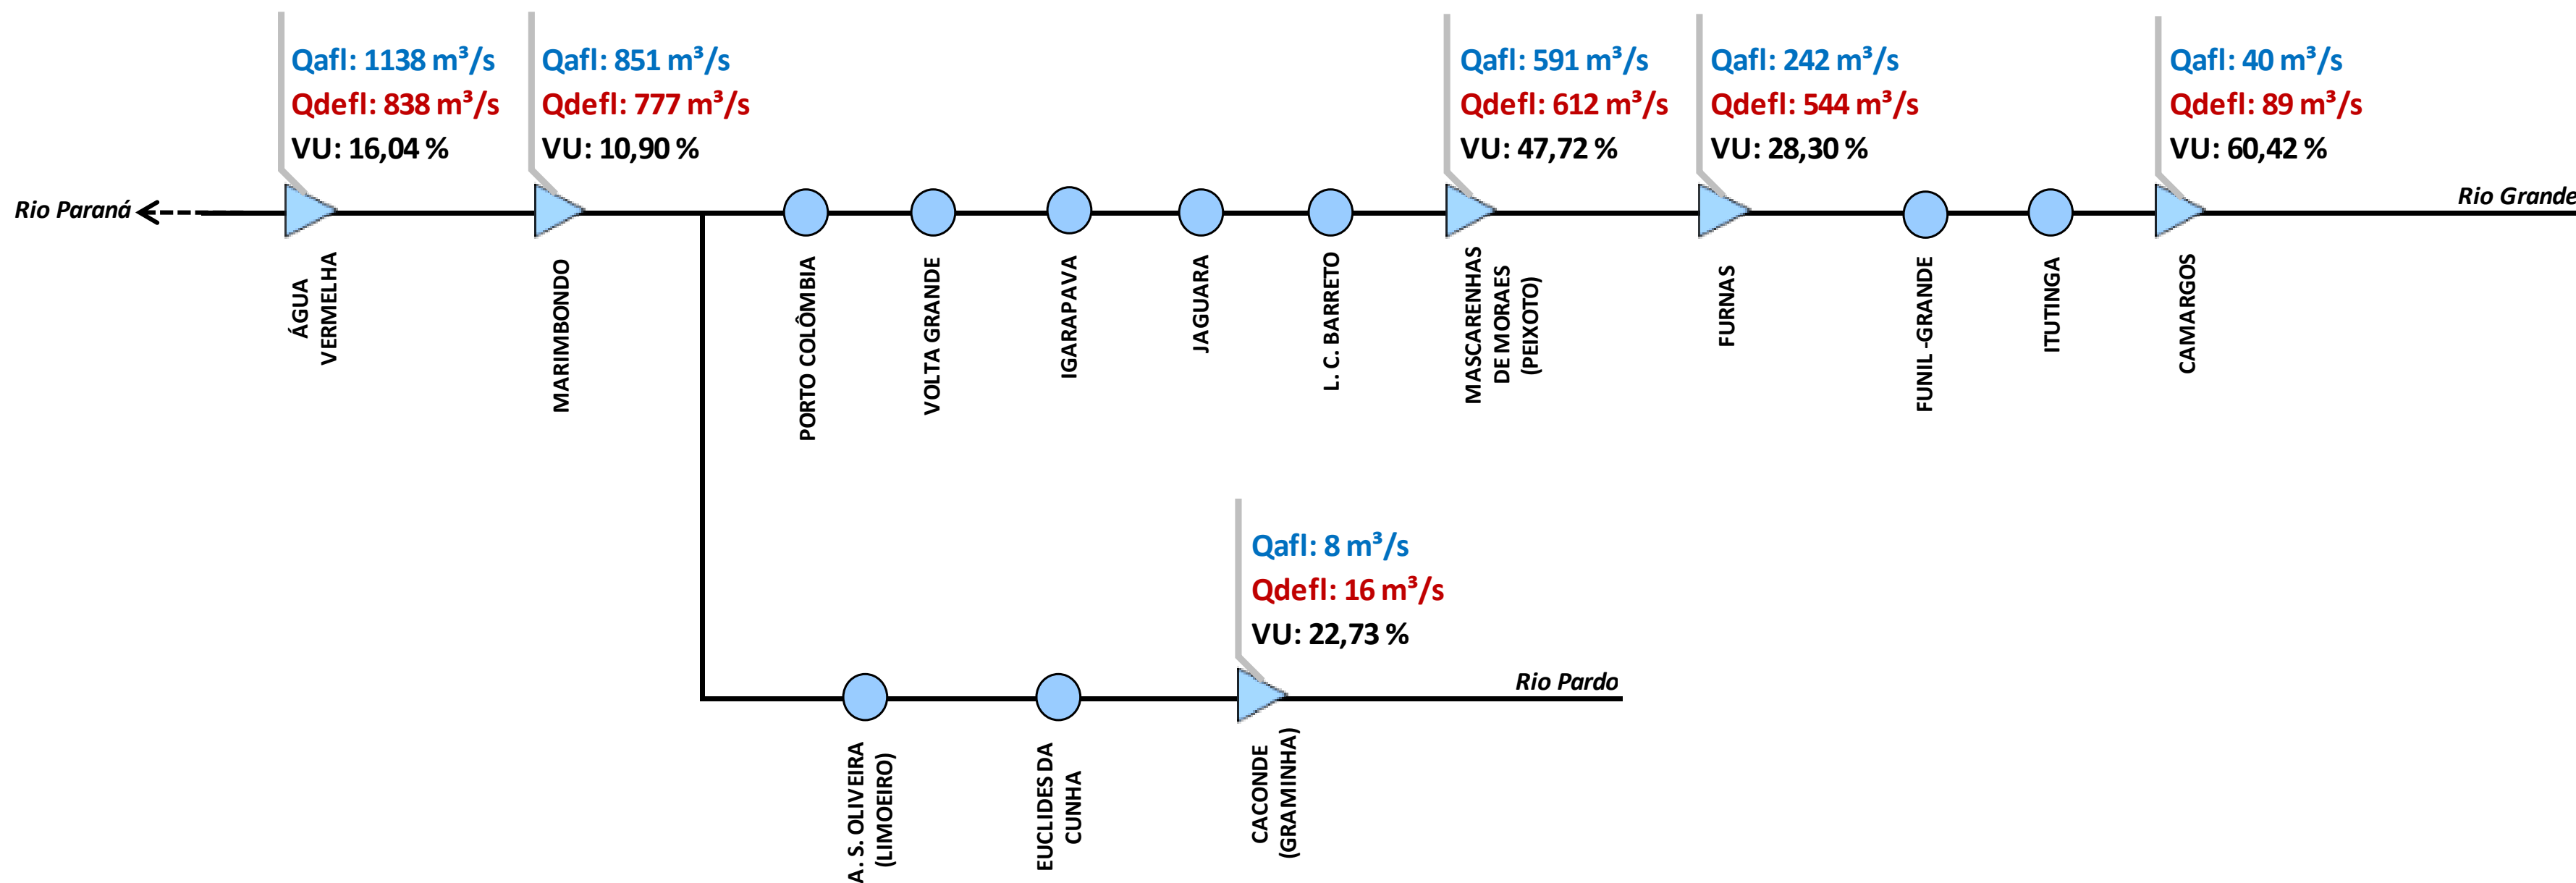 Qafl: 1138 m³/s
Qdefl: 838 m³/s
VU: 16,04 %
Qafl: 851 m³/s
Qdefl: 777 m³/s
VU: 10,90 %
Qafl: 591 m³/s
Qdefl: 612 m³/s
VU: 47,72 %
Qafl: 242 m³/s
Qdefl: 544 m³/s
VU: 28,30 %
Qafl: 40 m³/s
Qdefl: 89 m³/s
VU: 60,42 %
Rio Paraná
Rio Grande
ÁGUA
VERMELHA
MARIMBONDO
PORTO COLÔMBIA
VOLTA GRANDE
IGARAPAVA
JAGUARA
L. C. BARRETO
MASCARENHAS
DE MORAES
(PEIXOTO)
FURNAS
FUNIL -GRANDE
ITUTINGA
CAMARGOS
Qafl: 8 m³/s
Qdefl: 16 m³/s
VU: 22,73 %
Rio Pardo
A. S. OLIVEIRA
(LIMOEIRO)
EUCLIDES DA
CUNHA
CACONDE
(GRAMINHA)